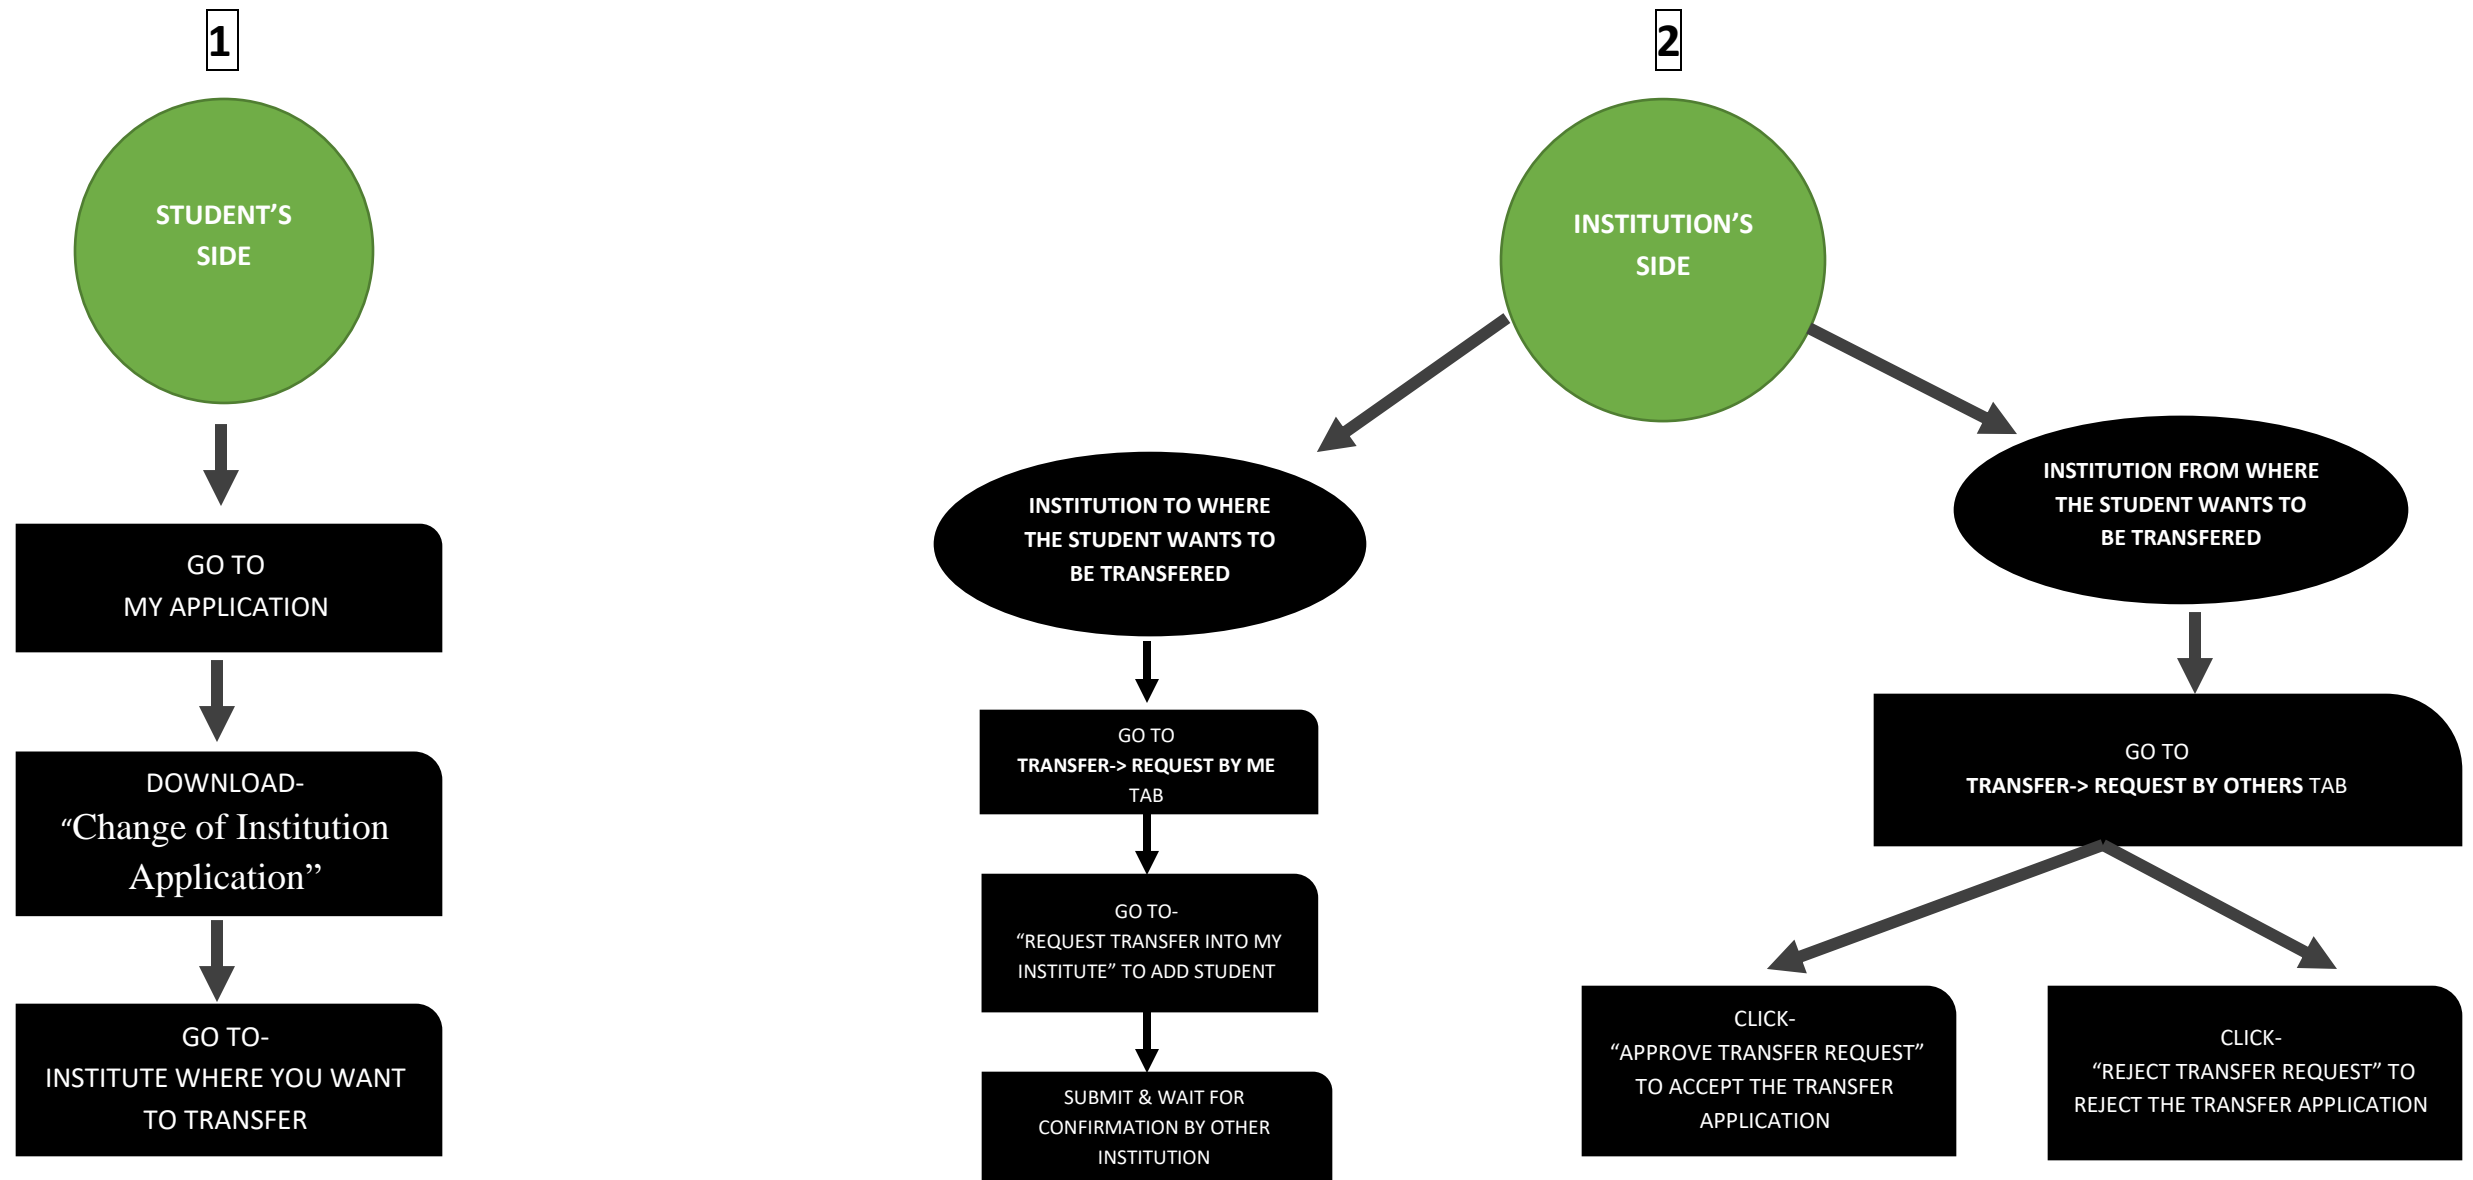 1
STUDENT’S
SIDE
GO TO
MY APPLICATION
DOWNLOAD-
“Change of Institution
Application”
GO TO-
INSTITUTE WHERE YOU WANT
TO TRANSFER
2
INSTITUTION’S
SIDE
INSTITUTION TO WHERE
THE STUDENT WANTS TO
BE TRANSFERED
GO TO
TRANSFER-> REQUEST BY ME
TAB
GO TO-
“REQUEST TRANSFER INTO MY
INSTITUTE” TO ADD STUDENT
SUBMIT & WAIT FOR
CONFIRMATION BY OTHER
INSTITUTION
INSTITUTION FROM WHERE
THE STUDENT WANTS TO
BE TRANSFERED
GO TO
TRANSFER-> REQUEST BY OTHERS TAB
CLICK-
“APPROVE TRANSFER REQUEST”
TO ACCEPT THE TRANSFER
APPLICATION
CLICK-
“REJECT TRANSFER REQUEST” TO
REJECT THE TRANSFER APPLICATION